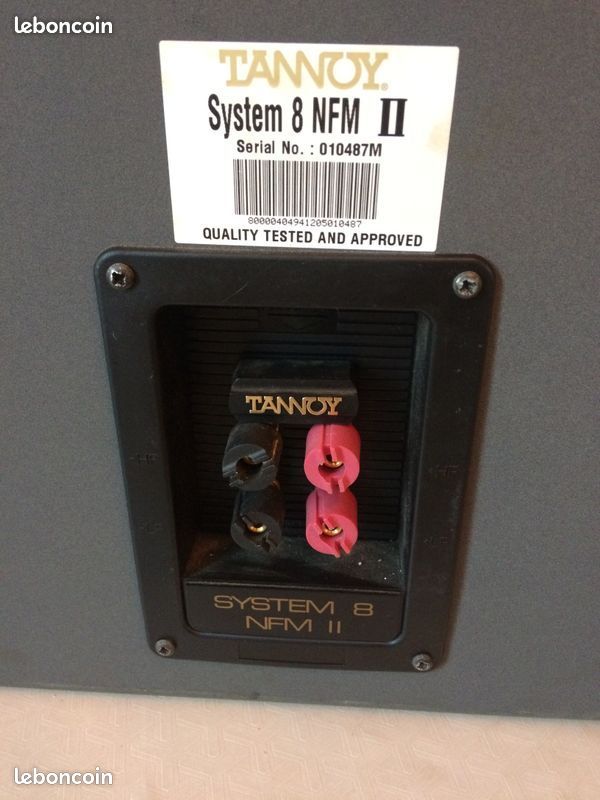 leboncoin
TANNOY®
System 8 NFM II
Serial No. : 010487M
80000404941205010487
QUALITY TESTED AND APPROVED
TANNOY
SYSTEM 8
NFM II
leboncoin